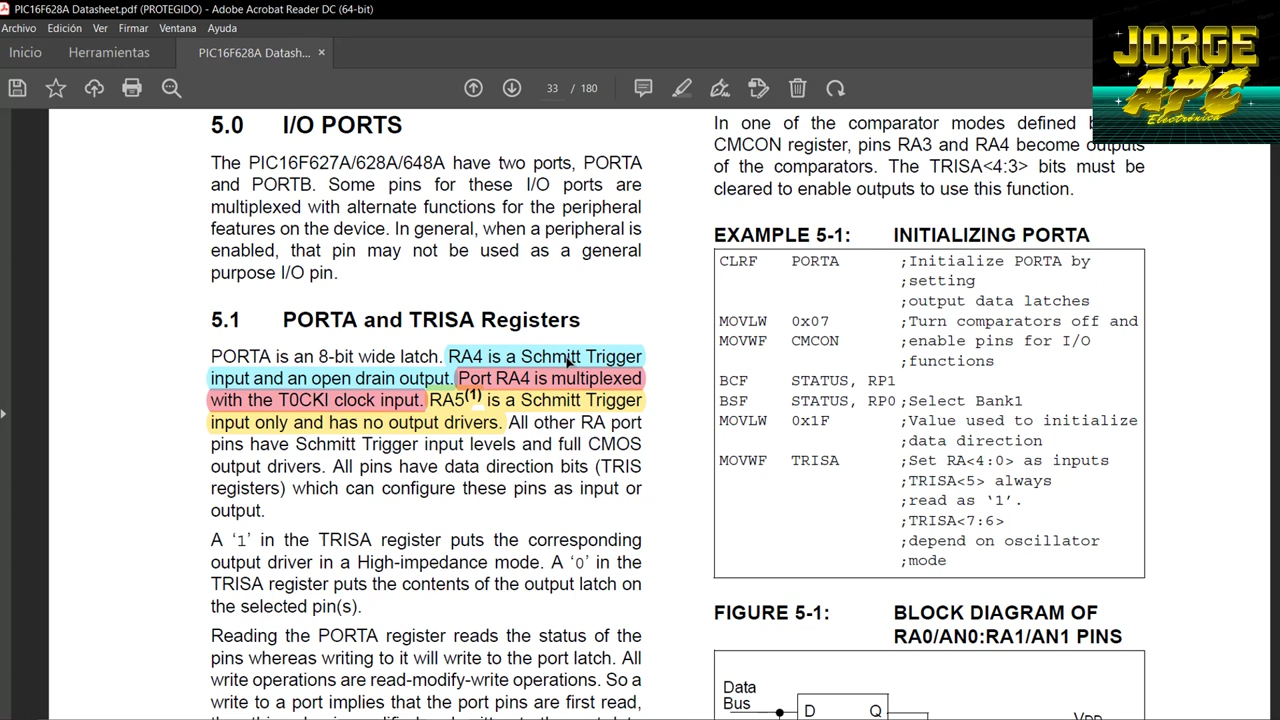 PIC16F628A Datasheet.pdf (PROTEGIDO) - Adobe Acrobat Reader DC (64-bit)
Archivo Edición Ver Firmar Ventana Ayuda
Inicio Herramientas PIC16F628A Datash... ×
33 / 180
JORGE
APC
Electrónica
5.0 I/O PORTS
The PIC16F627A/628A/648A have two ports, PORTA
and PORTB. Some pins for these I/O ports are
multiplexed with alternate functions for the peripheral
features on the device. In general, when a peripheral is
enabled, that pin may not be used as a general
purpose I/O pin.
5.1 PORTA and TRISA Registers
PORTA is an 8-bit wide latch. RA4 is a Schmitt Trigger
input and an open drain output. Port RA4 is multiplexed
with the T0CKI clock input. RA5(1) is a Schmitt Trigger
input only and has no output drivers. All other RA port
pins have Schmitt Trigger input levels and full CMOS
output drivers. All pins have data direction bits (TRIS
registers) which can configure these pins as input or
output.
A ‘1’ in the TRISA register puts the corresponding
output driver in a High-impedance mode. A ‘0’ in the
TRISA register puts the contents of the output latch on
the selected pin(s).
Reading the PORTA register reads the status of the
pins whereas writing to it will write to the port latch. All
write operations are read-modify-write operations. So a
write to a port implies that the port pins are first read,
In one of the comparator modes defined
CMCON register, pins RA3 and RA4 become outputs
of the comparators. The TRISA<4:3> bits must be
cleared to enable outputs to use this function.
EXAMPLE 5-1: INITIALIZING PORTA
CLRF PORTA ;Initialize PORTA by
;setting
;output data latches
MOVLW 0x07 ;Turn comparators off and
MOVWF CMCON ;enable pins for I/O
;functions
BCF STATUS, RP1
BSF STATUS, RP0 ;Select Bank1
MOVLW 0x1F ;Value used to initialize
;data direction
MOVWF TRISA ;Set RA<4:0> as inputs
;TRISA<5> always
;read as ‘1’.
;TRISA<7:6>
;depend on oscillator
;mode
FIGURE 5-1: BLOCK DIAGRAM OF
RA0/AN0:RA1/AN1 PINS
Data
Bus
D Q
VDD